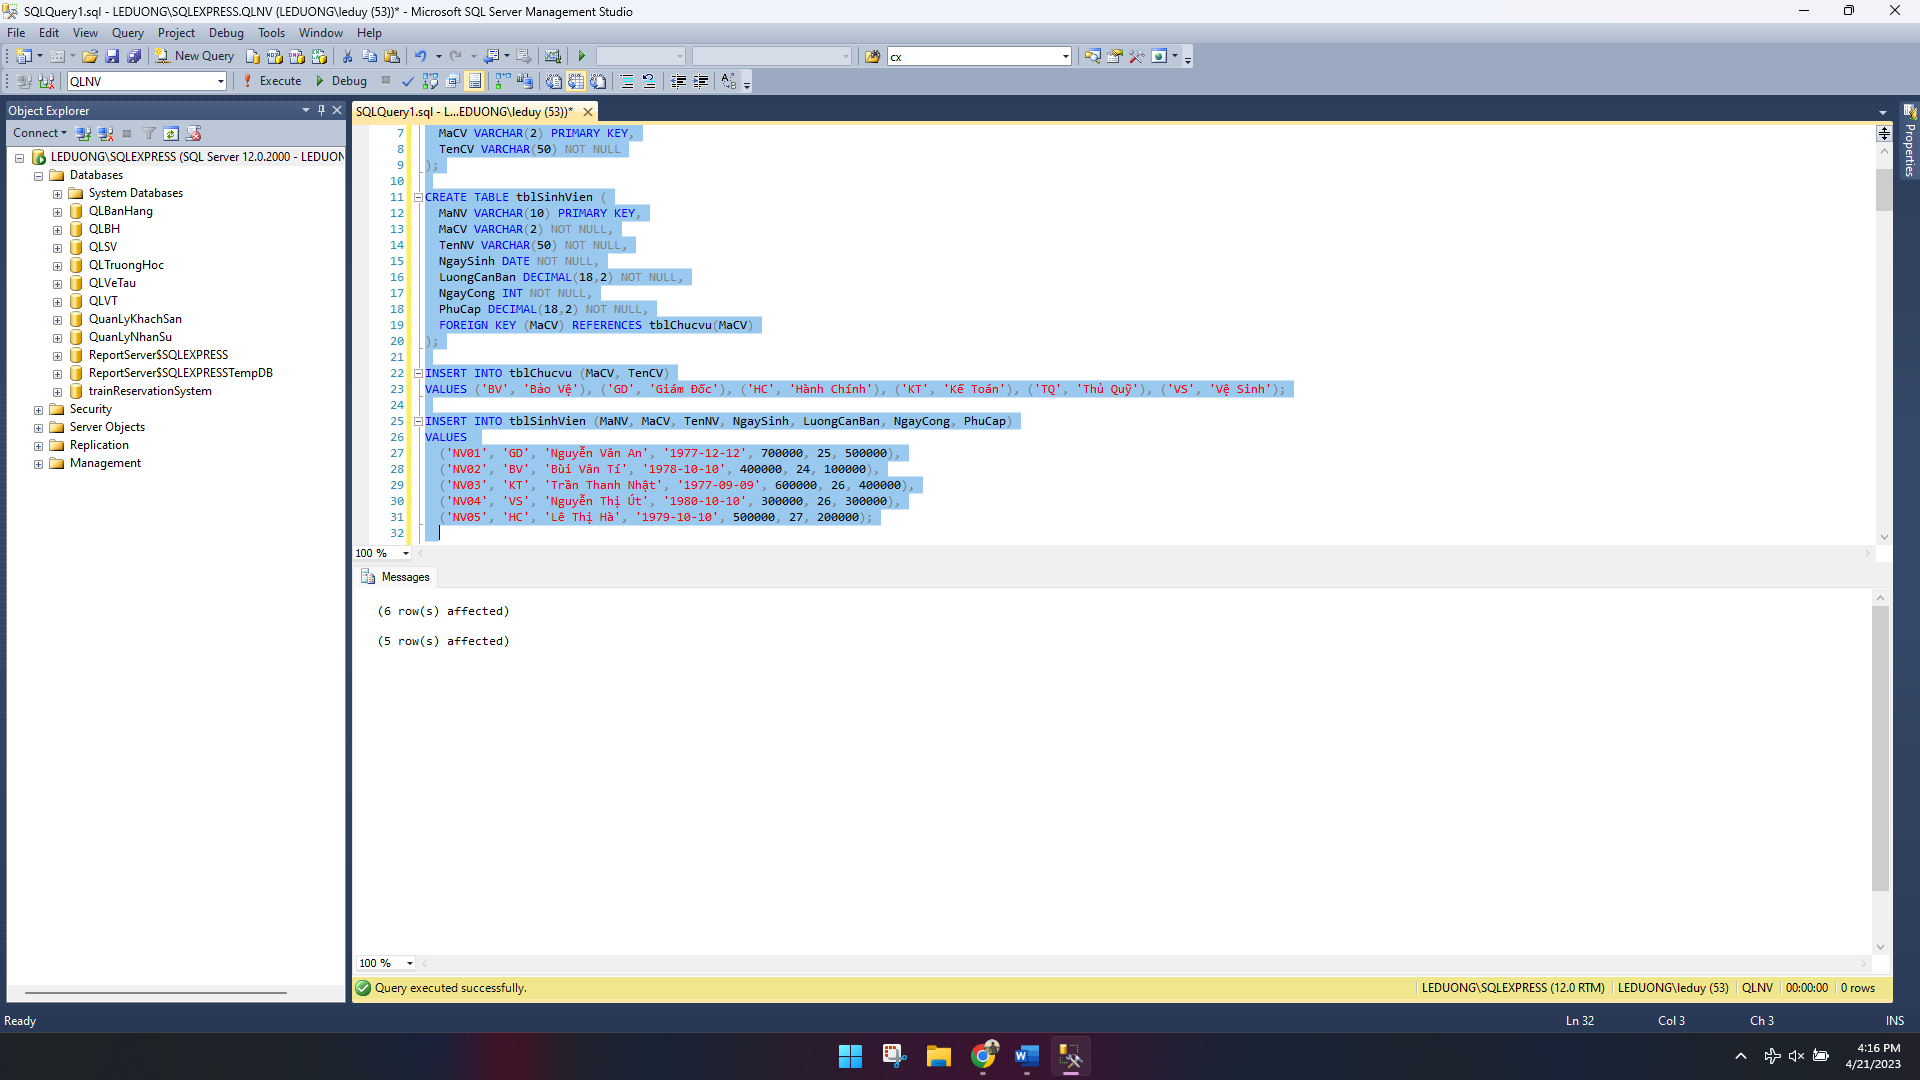 SQLQuery1.sql - LEDUONG\SQLEXPRESS.QLNV (LEDUONG\leduy (53))* - Microsoft SQL Server Management Studio
File Edit View Query Project Debug Tools Window Help
New Query
cx
QLNV
Execute Debug
Object Explorer
Connect
LEDUONG\SQLEXPRESS (SQL Server 12.0.2000 - LEDUON
Databases
System Databases
QLBanHang
QLBH
QLSV
QLTruongHoc
QLVeTau
QLVT
QuanLyKhachSan
QuanLyNhanSu
ReportServer$SQLEXPRESS
ReportServer$SQLEXPRESSTempDB
trainReservationSystem
Security
Server Objects
Replication
Management
SQLQuery1.sql - L...EDUONG\leduy (53))*
7 MaCV VARCHAR(2) PRIMARY KEY,
8 TenCV VARCHAR(50) NOT NULL
9 );
10
11 CREATE TABLE tblSinhVien (
12 MaNV VARCHAR(10) PRIMARY KEY,
13 MaCV VARCHAR(2) NOT NULL,
14 TenNV VARCHAR(50) NOT NULL,
15 NgaySinh DATE NOT NULL,
16 LuongCanBan DECIMAL(18,2) NOT NULL,
17 NgayCong INT NOT NULL,
18 PhuCap DECIMAL(18,2) NOT NULL,
19 FOREIGN KEY (MaCV) REFERENCES tblChucvu(MaCV)
20 );
21
22 INSERT INTO tblChucvu (MaCV, TenCV)
23 VALUES ('BV', 'Bảo Vệ'), ('GD', 'Giám Đốc'), ('HC', 'Hành Chính'), ('KT', 'Kế Toán'), ('TQ', 'Thủ Quỹ'), ('VS', 'Vệ Sinh');
24
25 INSERT INTO tblSinhVien (MaNV, MaCV, TenNV, NgaySinh, LuongCanBan, NgayCong, PhuCap)
26 VALUES
27 ('NV01', 'GD', 'Nguyễn Văn An', '1977-12-12', 700000, 25, 500000),
28 ('NV02', 'BV', 'Bùi Văn Tí', '1978-10-10', 400000, 24, 100000),
29 ('NV03', 'KT', 'Trần Thanh Nhật', '1977-09-09', 600000, 26, 400000),
30 ('NV04', 'VS', 'Nguyễn Thị Út', '1980-10-10', 300000, 26, 300000),
31 ('NV05', 'HC', 'Lê Thị Hà', '1979-10-10', 500000, 27, 200000);
32
100 %
Messages
(6 row(s) affected)
(5 row(s) affected)
100 %
Query executed successfully. LEDUONG\SQLEXPRESS (12.0 RTM) LEDUONG\leduy (53) QLNV 00:00:00 0 rows
Properties
Ready Ln 32 Col 3 Ch 3 INS
4:16 PM
4/21/2023